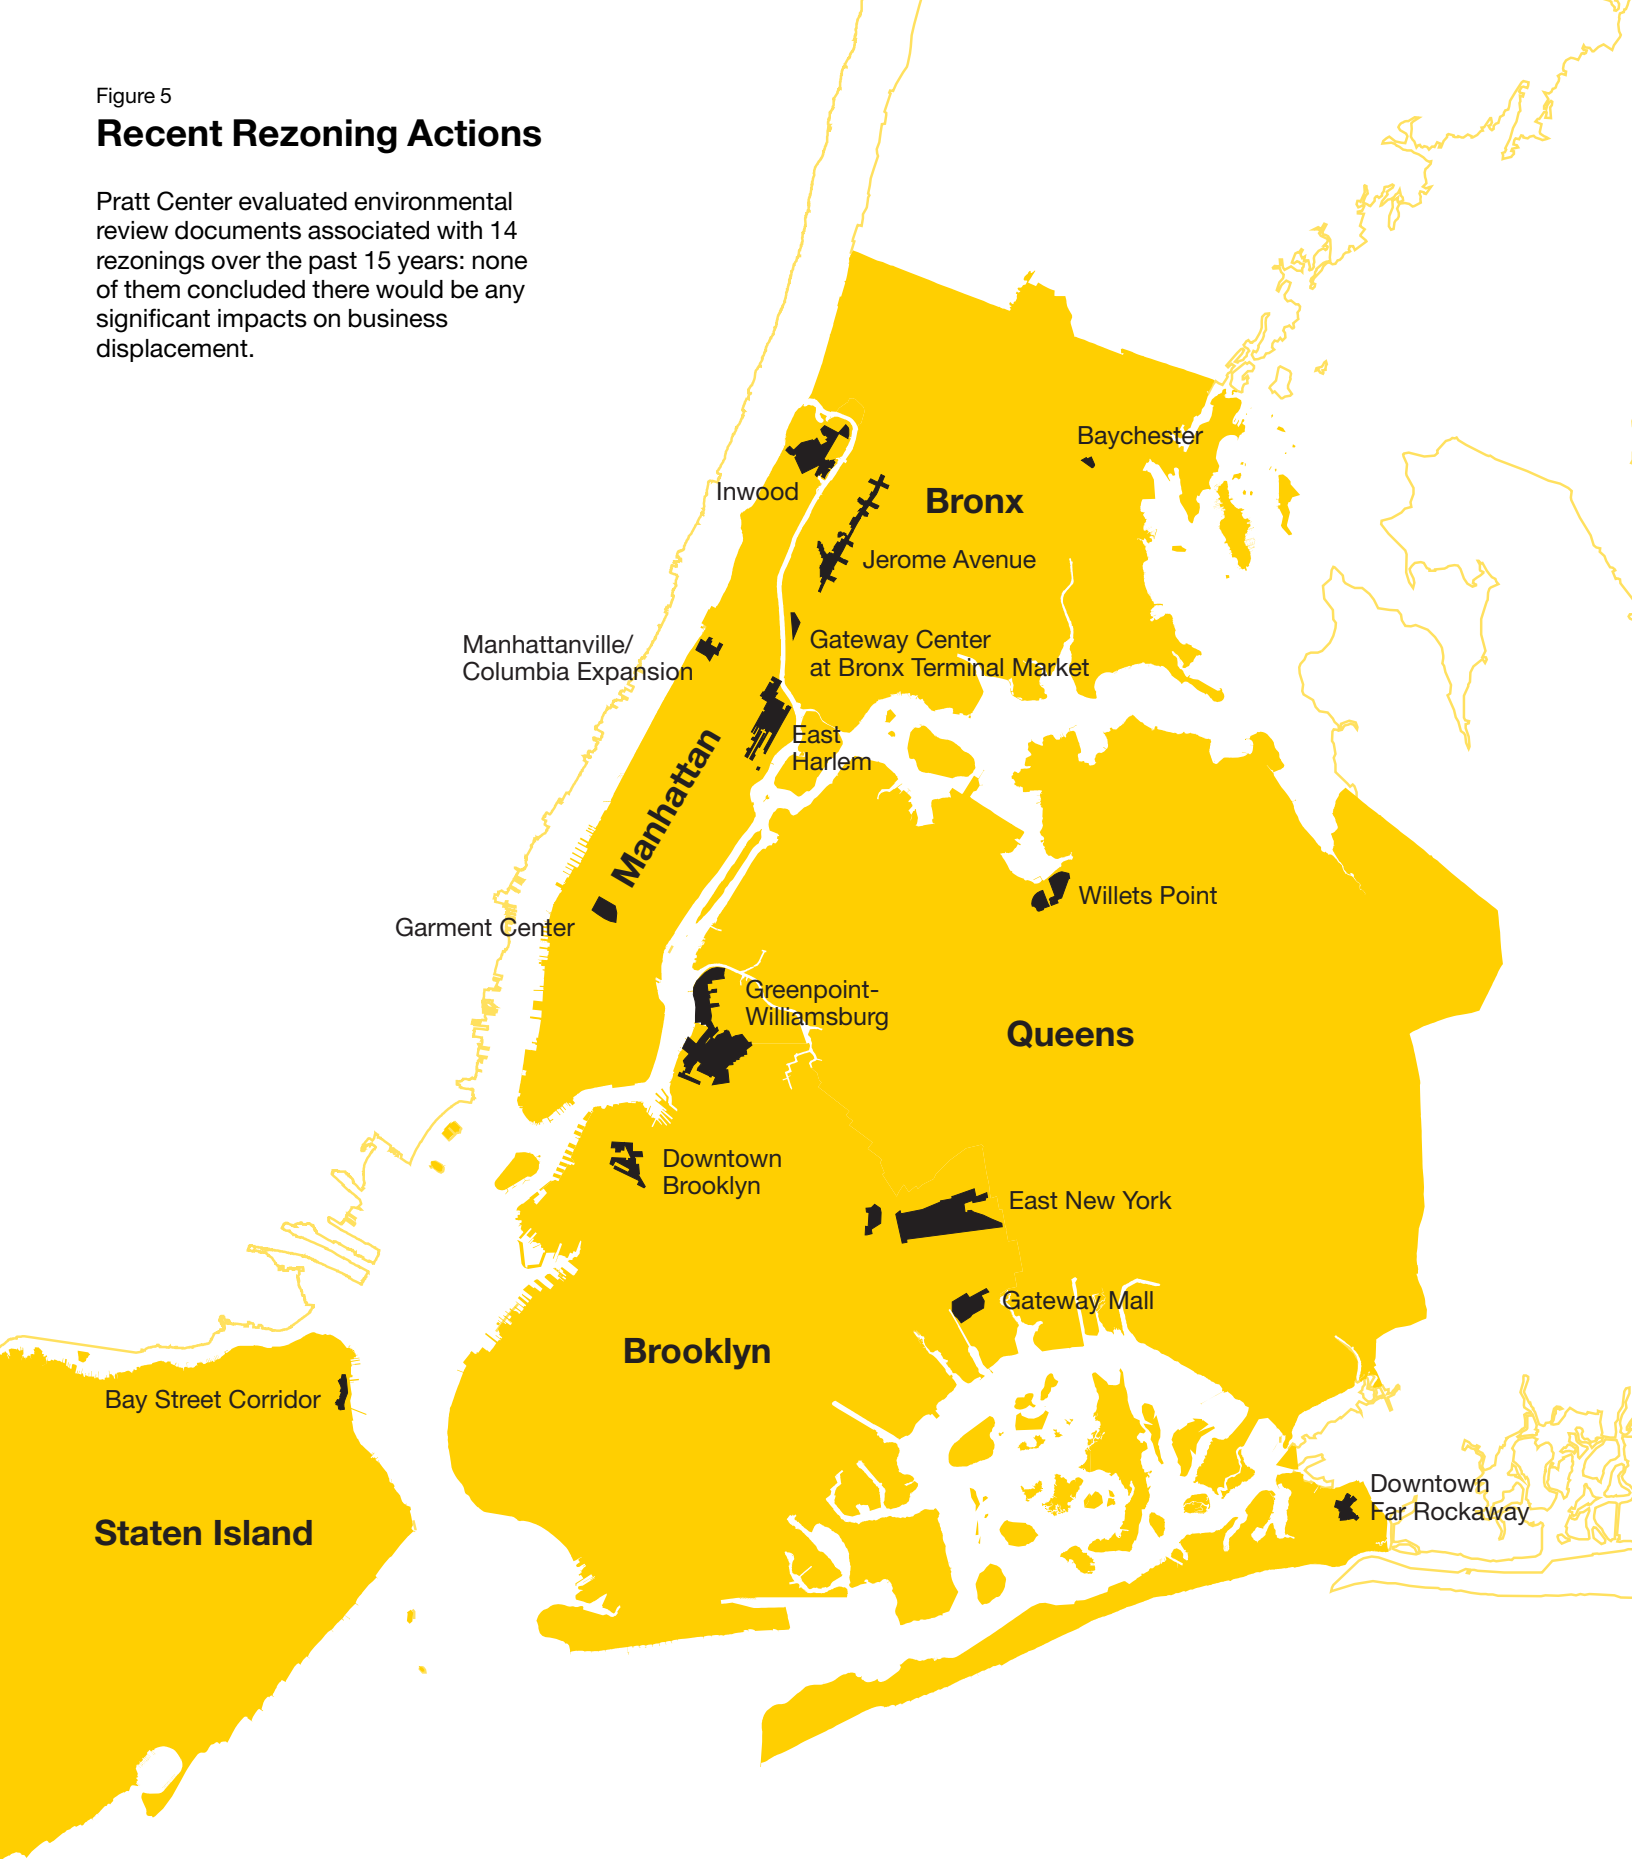 Figure 5
Recent Rezoning Actions
Pratt Center evaluated environmental
review documents associated with 14
rezonings over the past 15 years: none
of them concluded there would be any
significant impacts on business
displacement.
Baychester
Inwood
Bronx
Jerome Avenue
Manhattanville/
Columbia Expansion
Gateway Center
at Bronx Terminal Market
East
Harlem
Manhattan
Willets Point
Garment Center
Greenpoint-
Williamsburg
Queens
Downtown
Brooklyn
East New York
Gateway Mall
Brooklyn
Bay Street Corridor
Downtown
Far Rockaway
Staten Island